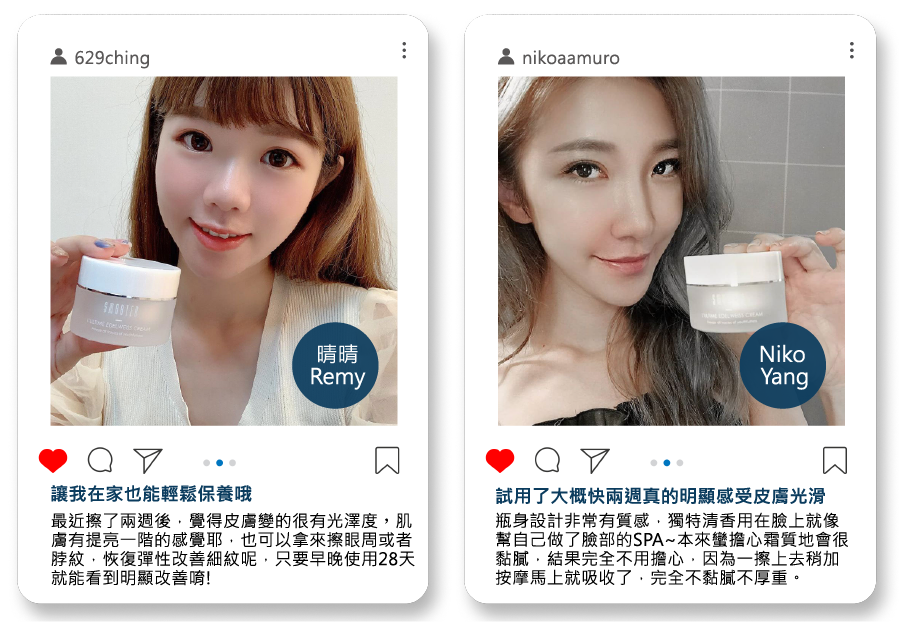 629ching
晴晴
Remy
讓我在家也能輕鬆保養哦
最近擦了兩週後，覺得皮膚變的很有光澤度，肌
膚有提亮一階的感覺耶，也可以拿來擦眼周或者
脖紋，恢復彈性改善細紋呢，只要早晚使用28天
就能看到明顯改善唷!
nikoaamuro
Niko
Yang
試用了大概快兩週真的明顯感受皮膚光滑
瓶身設計非常有質感，獨特清香用在臉上就像
幫自己做了臉部的SPA~本來蠻擔心霜質地會很
黏膩，結果完全不用擔心，因為一擦上去稍加
按摩馬上就吸收了，完全不黏膩不厚重。